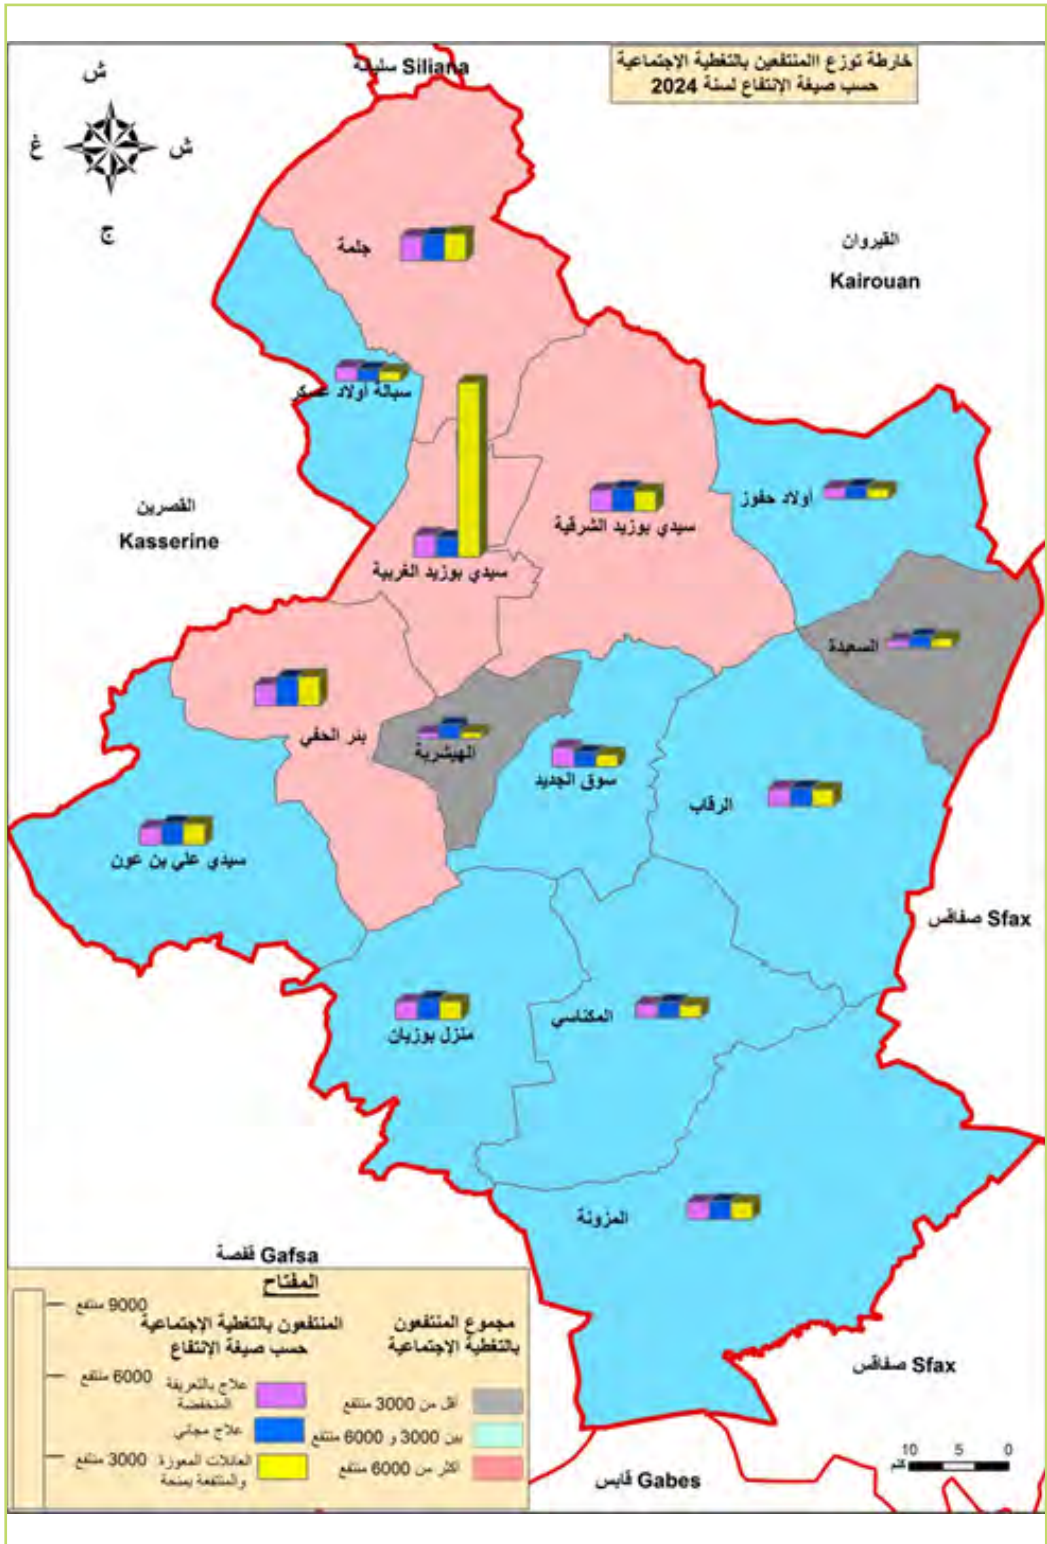 خارطة توزع االمنتفعين بالتغطية الإجتماعية
حسب صيغة الإنتفاع لسنة 2024
سليانة Siliana
ش
غ
ش
ج
القيروان
Kairouan
جلمة
سبالة أولاد عسكر
القصرين
Kasserine
أولاد حفوز
سيدي بوزيد الشرقية
سيدي بوزيد الغربية
السعيدة
بئر الحفي
الهيشرية
سوق الجديد
الرقاب
سيدي علي بن عون
صفاقس Sfax
منزل بوزيان
المكناسي
المزونة
قفصة Gafsa
صفاقس Sfax
قابس Gabes
المفتاح
مجموع المنتفعون
بالتغطية الإجتماعية
أقل من 3000 منتفع
بين 3000 و 6000 منتفع
أكثر من 6000 منتفع
المنتفعون بالتغطية الإجتماعية
حسب صيغة الإنتفاع
علاج بالتعريفة
المنخفضة
علاج مجاني
العائلات المعوزة
والمنتفعة بمنحة
9000 منتفع
6000 منتفع
3000 منتفع
10 5 0
كلم